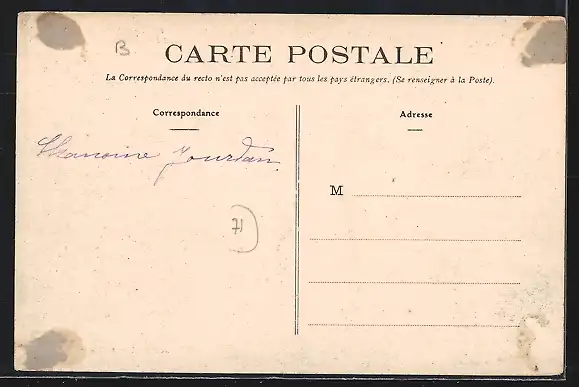 B
CARTE POSTALE
La Correspondance du recto n'est pas acceptée par tous les pays étrangers. (Se renseigner à la Poste).
Correspondance
Adresse
Chanoine Jourdan.
M
71